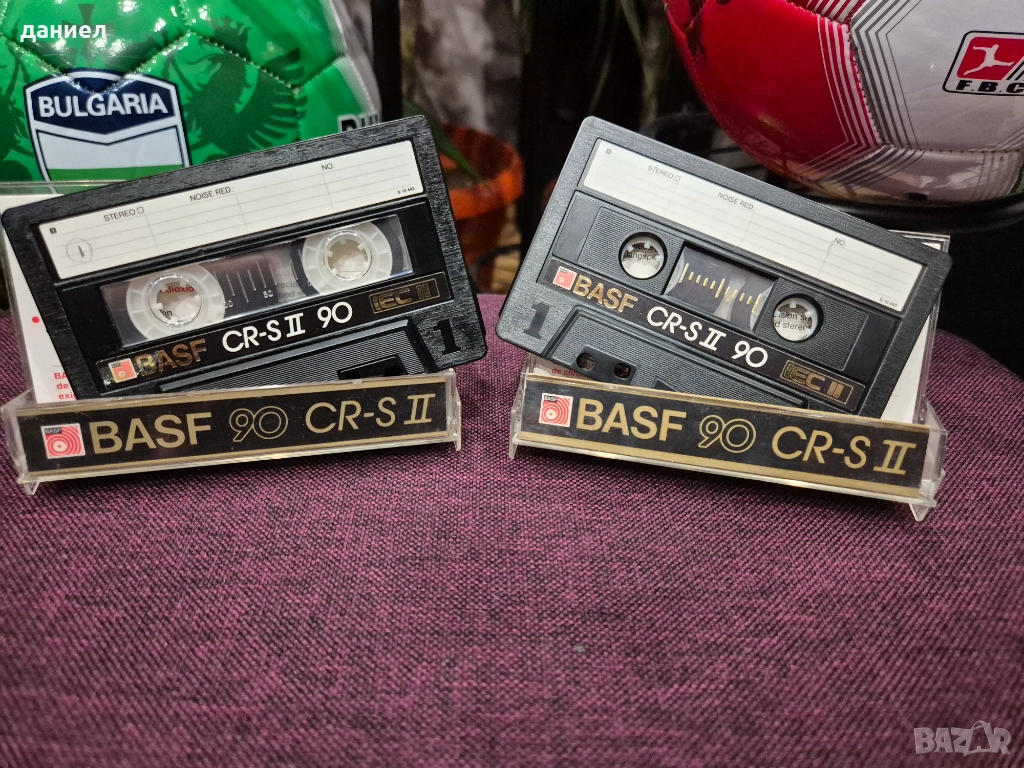 даниел
BULGARIA
F.B.C
STEREO
NOISE RED.
NO
BASF
CR-S II 90
IEC II
1
BASF 90 CR-S II
STEREO
NOISE RED.
NO
BASF
CR-S II 90
IEC II
1
BASF 90 CR-S II
BAZAR